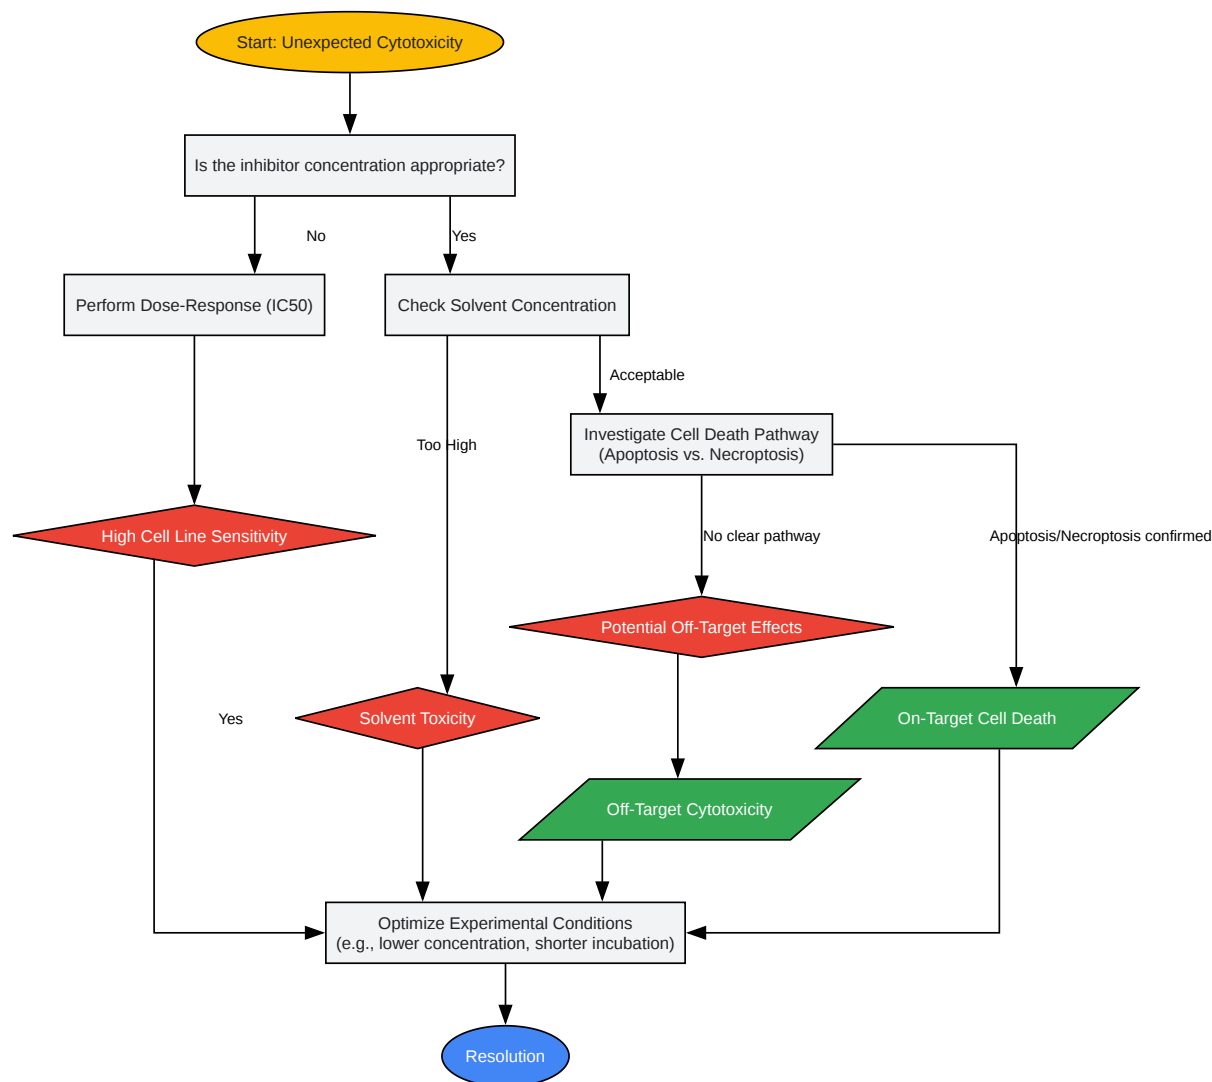 Start: Unexpected Cytotoxicity
Is the inhibitor concentration appropriate?
No
Yes
Perform Dose-Response (IC50)
Check Solvent Concentration
Acceptable
Investigate Cell Death Pathway
(Apoptosis vs. Necroptosis)
Too High
High Cell Line Sensitivity
No clear pathway
Apoptosis/Necroptosis confirmed
Potential Off-Target Effects
Yes
Solvent Toxicity
On-Target Cell Death
Off-Target Cytotoxicity
Optimize Experimental Conditions
(e.g., lower concentration, shorter incubation)
Resolution